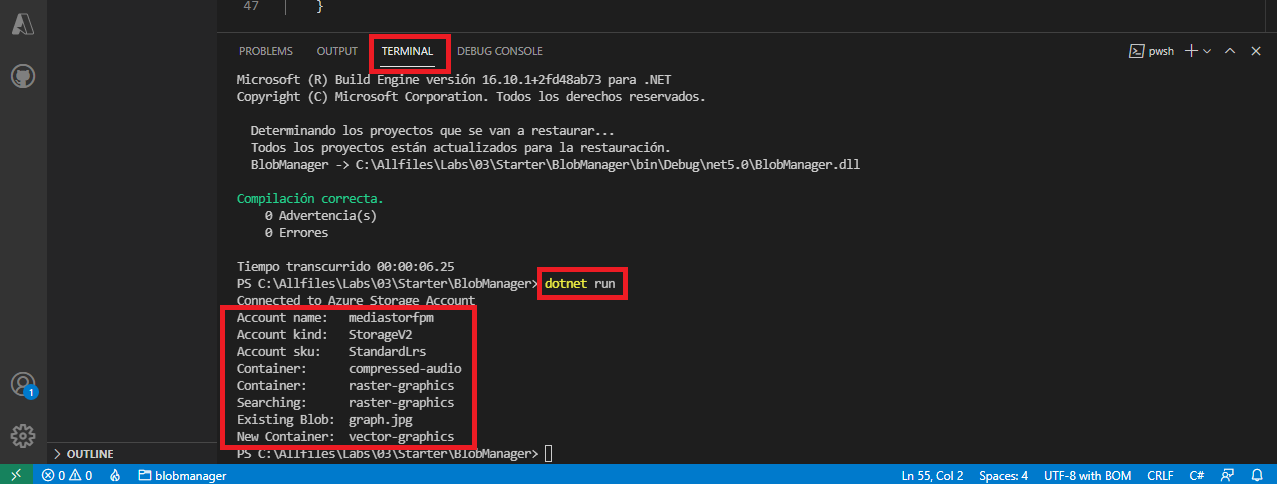 47 }
PROBLEMS OUTPUT TERMINAL DEBUG CONSOLE pwsh
Microsoft (R) Build Engine versión 16.10.1+2fd48ab73 para .NET
Copyright (C) Microsoft Corporation. Todos los derechos reservados.
Determinando los proyectos que se van a restaurar...
Todos los proyectos están actualizados para la restauración.
BlobManager -> C:\Allfiles\Labs\03\Starter\BlobManager\bin\Debug\net5.0\BlobManager.dll
Compilación correcta.
0 Advertencia(s)
0 Errores
Tiempo transcurrido 00:00:06.25
PS C:\Allfiles\Labs\03\Starter\BlobManager> dotnet run
Connected to Azure Storage Account
Account name: mediastorfpm
Account kind: StorageV2
Account sku: StandardLrs
Container: compressed-audio
Container: raster-graphics
Searching: raster-graphics
Existing Blob: graph.jpg
New Container: vector-graphics
PS C:\Allfiles\Labs\03\Starter\BlobManager>
1
OUTLINE
0 0 blobmanager Ln 55, Col 2 Spaces: 4 UTF-8 with BOM CRLF C#